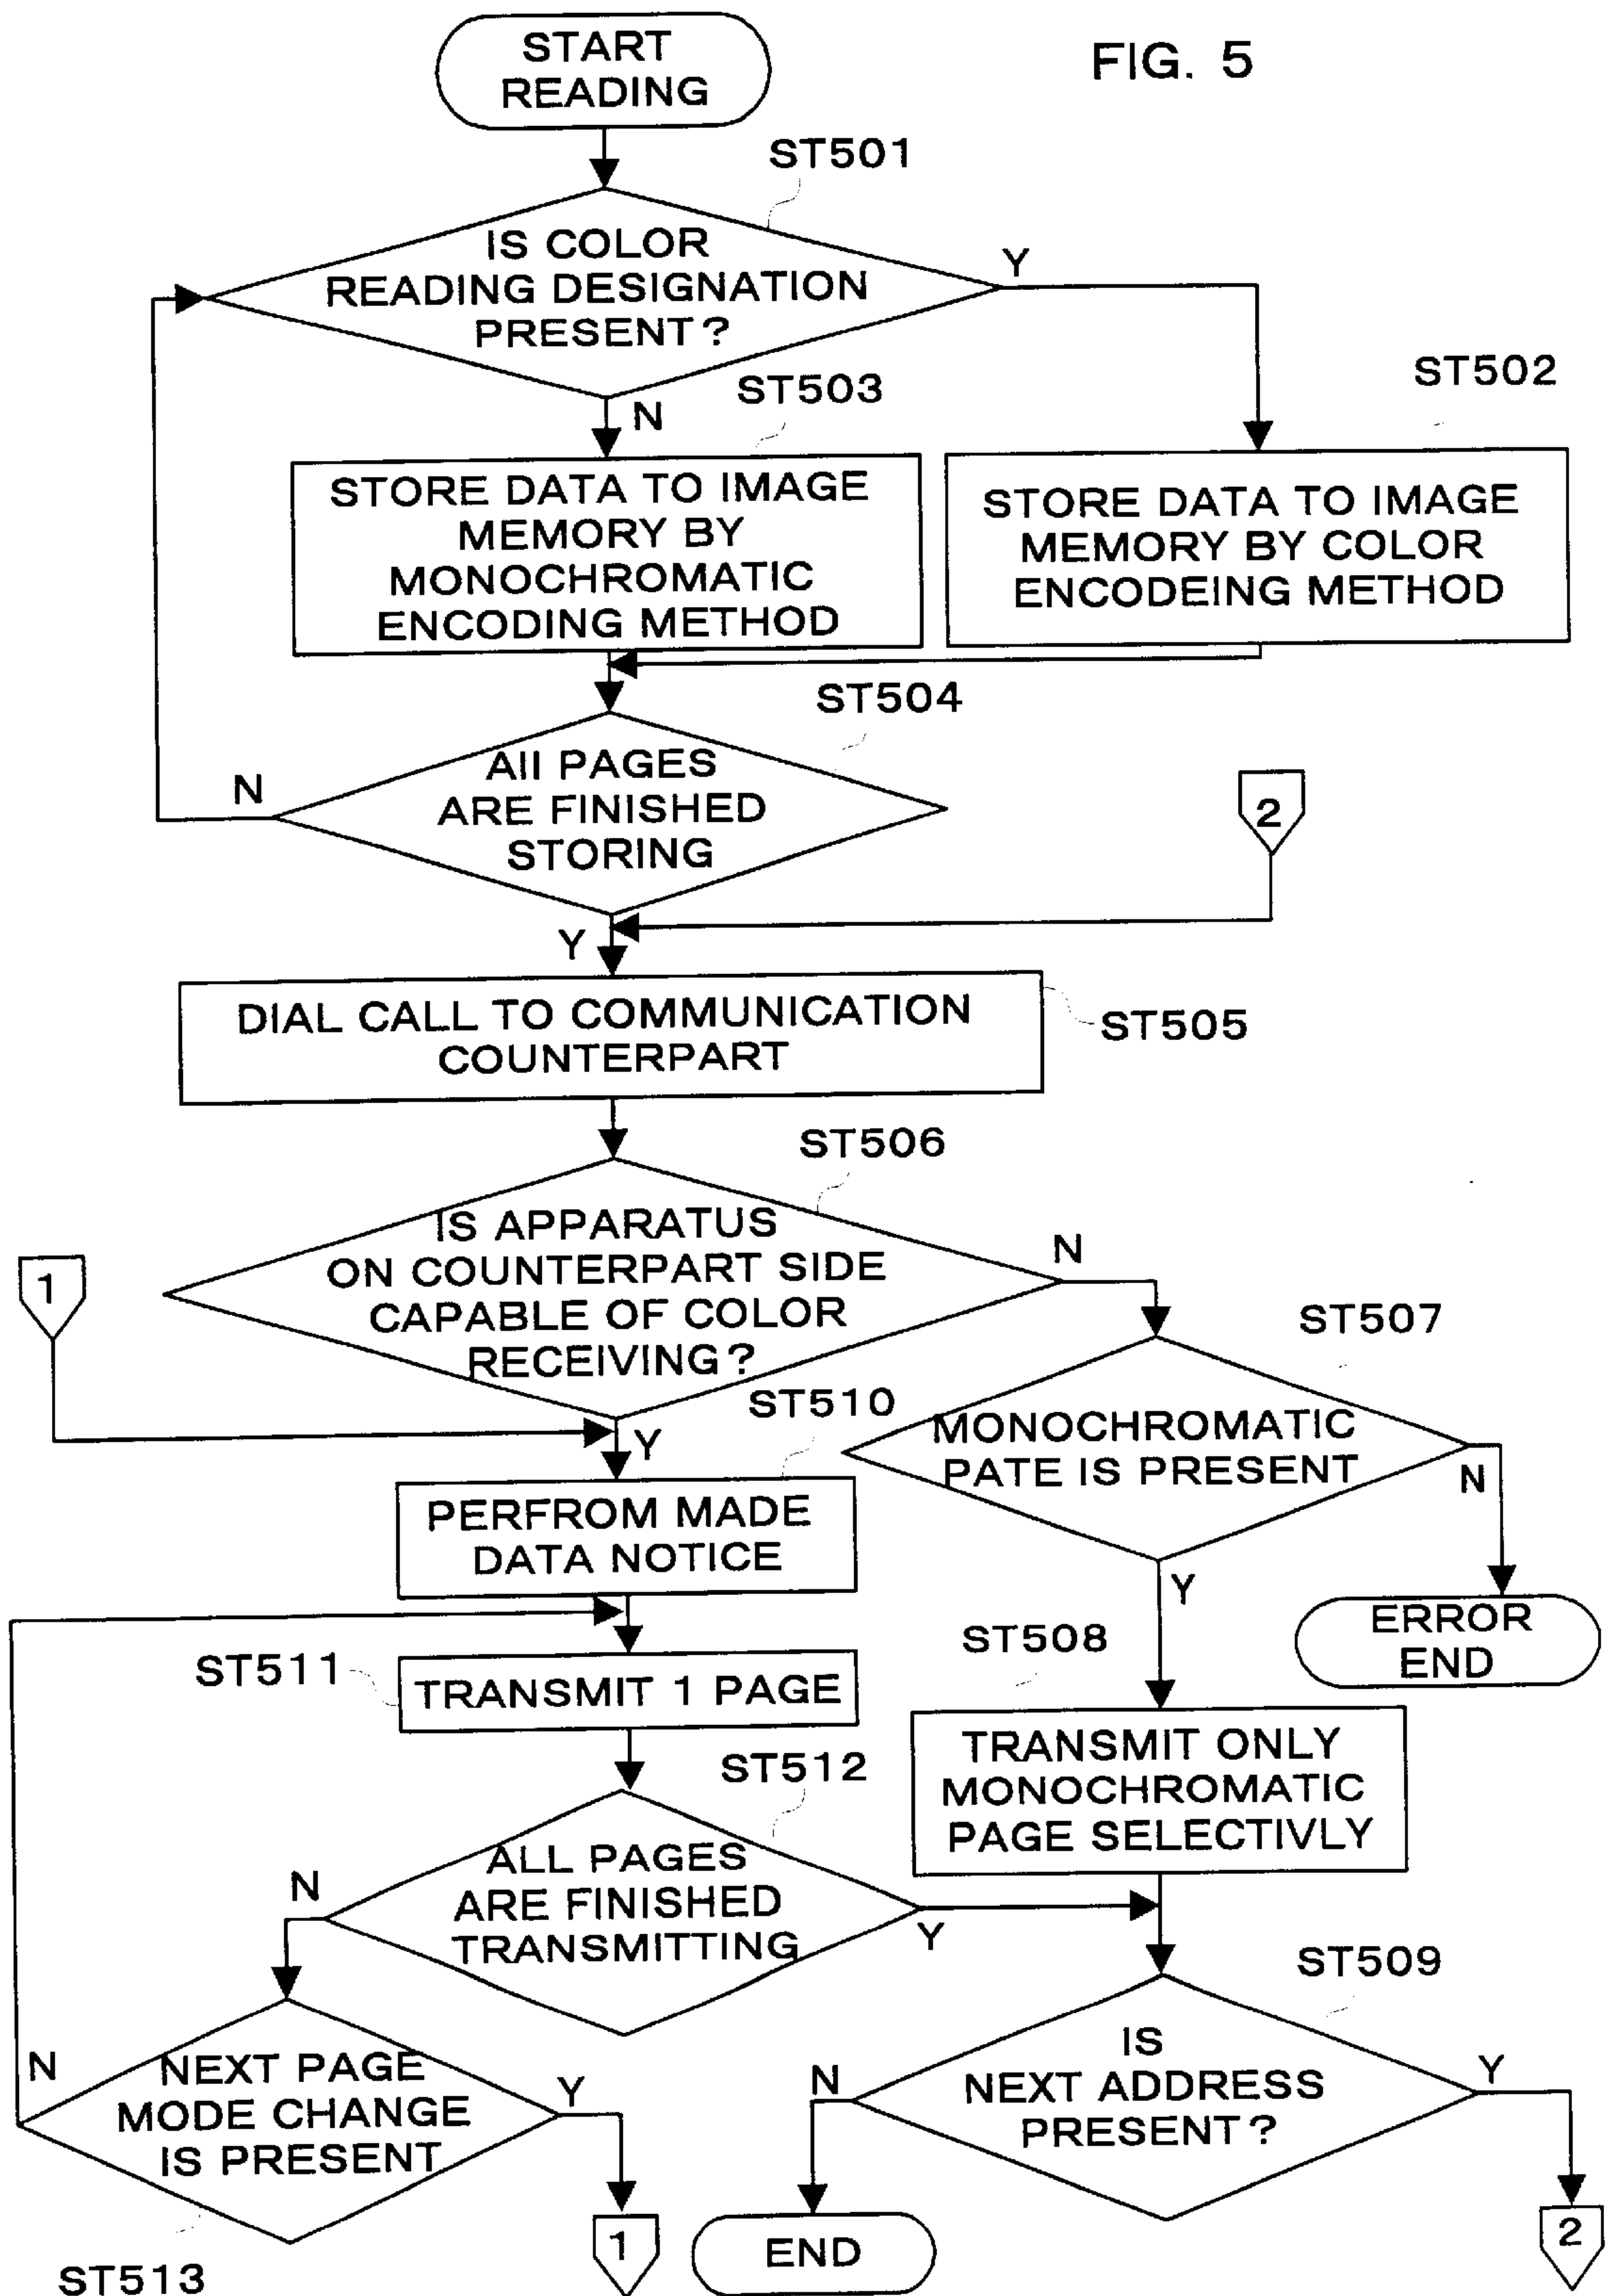 START
READING
FIG. 5
ST501
IS COLOR
READING DESIGNATION
PRESENT?
Y
N
ST503
ST502
STORE DATA TO IMAGE
MEMORY BY
MONOCHROMATIC
ENCODING METHOD
STORE DATA TO IMAGE
MEMORY BY COLOR
ENCODEING METHOD
ST504
All PAGES
ARE FINISHED
STORING
N
2
Y
DIAL CALL TO COMMUNICATION
COUNTERPART
ST505
ST506
IS APPARATUS
ON COUNTERPART SIDE
CAPABLE OF COLOR
RECEIVING?
N
1
ST507
ST510
Y
MONOCHROMATIC
PATE IS PRESENT
N
PERFROM MADE
DATA NOTICE
Y
ERROR
END
ST508
ST511
TRANSMIT 1 PAGE
TRANSMIT ONLY
MONOCHROMATIC
PAGE SELECTIVLY
ST512
ALL PAGES
ARE FINISHED
TRANSMITTING
N
Y
ST509
IS
NEXT ADDRESS
PRESENT?
N
Y
NEXT PAGE
MODE CHANGE
IS PRESENT
N
Y
1
END
2
ST513